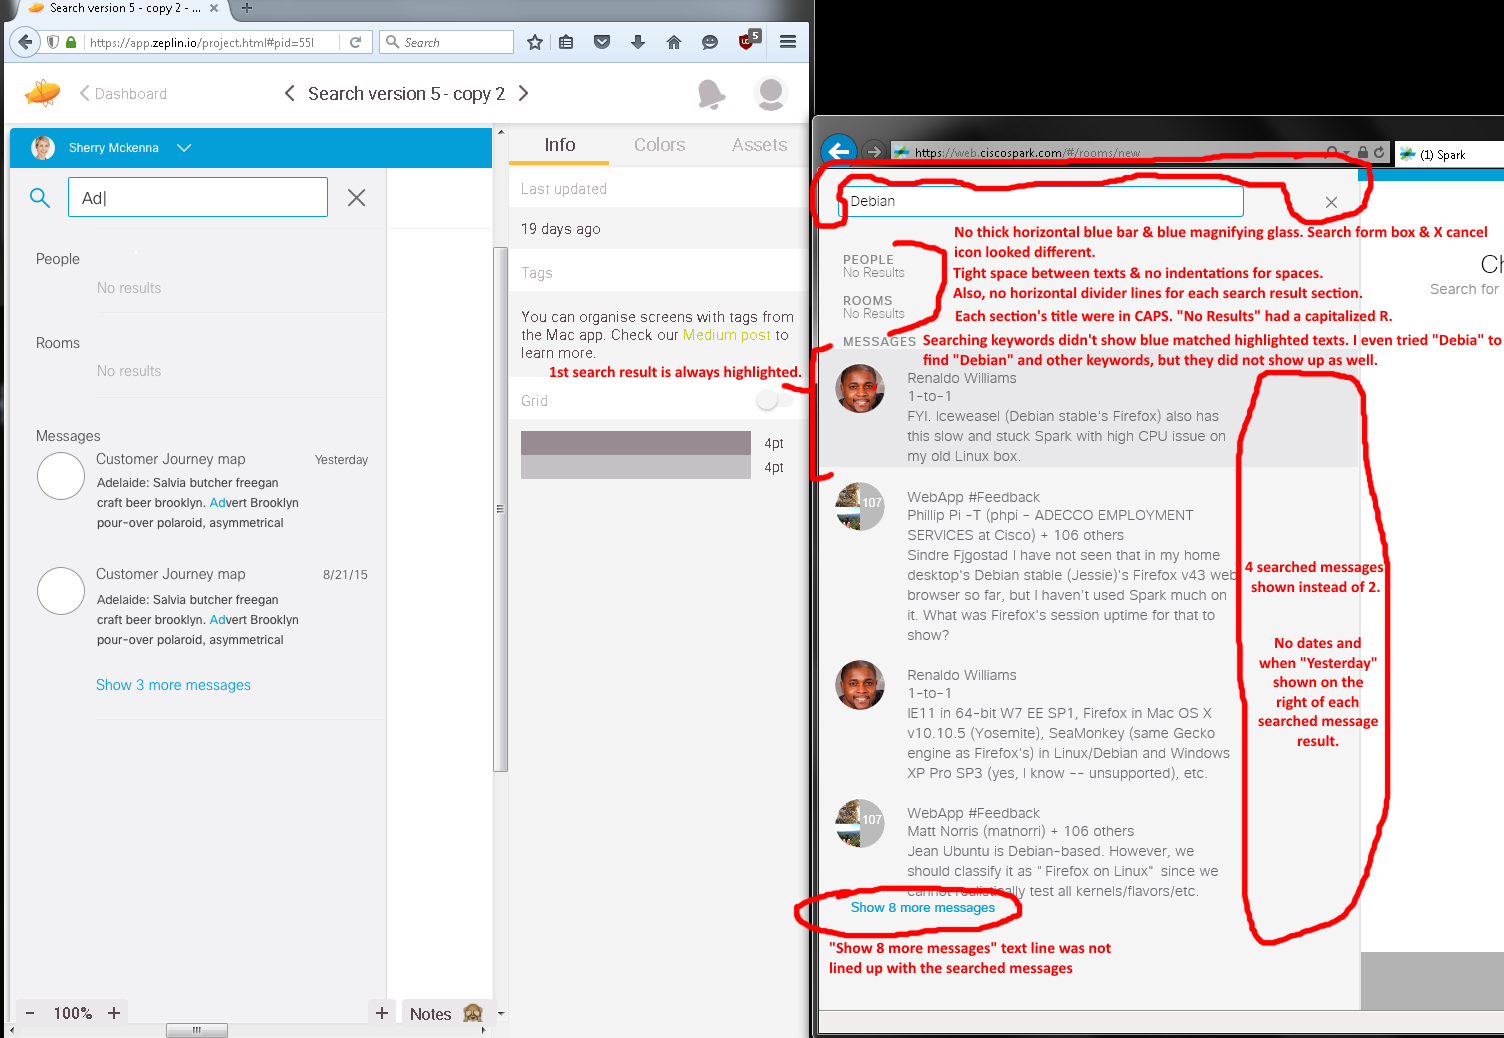 Search version 5 - copy 2 - ...
https://app.zeplin.io/project.html#pid=55l
Search
5
Dashboard
Search version 5 - copy 2
Sherry Mckenna
Ad
People
No results
Rooms
No results
Messages
Customer Journey map
Yesterday
Adelaide: Salvia butcher freegan
craft beer brooklyn. Advert Brooklyn
pour-over polaroid, asymmetrical
Customer Journey map
8/21/15
Adelaide: Salvia butcher freegan
craft beer brooklyn. Advert Brooklyn
pour-over polaroid, asymmetrical
Show 3 more messages
- 100% +
+
Notes
Info
Colors
Assets
Last updated
19 days ago
Tags
You can organise screens with tags from
the Mac app. Check our Medium post to
learn more.
1st search result is always highlighted.
Grid
4pt
4pt
https://web.ciscospark.com/#/rooms/new
(1) Spark
Debian
No thick horizontal blue bar & blue magnifying glass. Search form box & X cancel
icon looked different.
Tight space between texts & no indentations for spaces.
Also, no horizontal divider lines for each search result section.
Each section's title were in CAPS. "No Results" had a capitalized R.
PEOPLE
No Results
ROOMS
No Results
Ch
Search for
MESSAGES
Searching keywords didn't show blue matched highlighted texts. I even tried "Debia" to
find "Debian" and other keywords, but they did not show up as well.
Renaldo Williams
1-to-1
FYI. Iceweasel (Debian stable's Firefox) also has
this slow and stuck Spark with high CPU issue on
my old Linux box.
107
WebApp #Feedback
Phillip Pi -T (phpi - ADECCO EMPLOYMENT
SERVICES at Cisco) + 106 others
Sindre Fjgostad I have not seen that in my home
desktop's Debian stable (Jessie)'s Firefox v43 web
browser so far, but I haven't used Spark much on
it. What was Firefox's session uptime for that to
show?
4 searched messages
shown instead of 2.
No dates and
when "Yesterday"
shown on the
right of each
searched message
result.
Renaldo Williams
1-to-1
IE11 in 64-bit W7 EE SP1, Firefox in Mac OS X
v10.10.5 (Yosemite), SeaMonkey (same Gecko
engine as Firefox's) in Linux/Debian and Windows
XP Pro SP3 (yes, I know -- unsupported), etc.
107
WebApp #Feedback
Matt Norris (matnorri) + 106 others
Jean Ubuntu is Debian-based. However, we
should classify it as "Firefox on Linux" since we
cannot realistically test all kernels/flavors/etc.
Show 8 more messages
"Show 8 more messages" text line was not
lined up with the searched messages